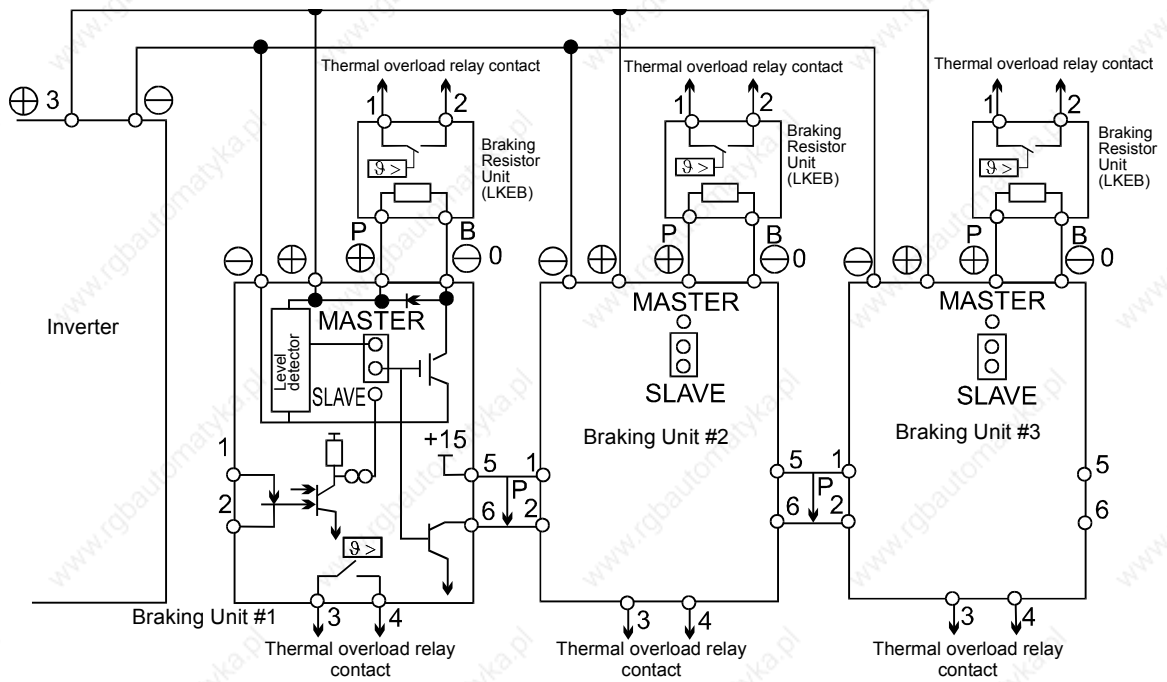 Thermal overload relay contact
Thermal overload relay contact
Thermal overload relay contact
⊕ 3 ⊖
1 2
1 2
1 2
Braking
Resistor
Unit
(LKEB)
Braking
Resistor
Unit
(LKEB)
Braking
Resistor
Unit
(LKEB)
ϑ >
ϑ >
ϑ >
P B
P B
P B
⊖ ⊕ ⊕ ⊖ 0
⊖ ⊕ ⊕ ⊖ 0
⊖ ⊕ ⊕ ⊖ 0
Inverter
Level
detector
MASTER
SLAVE
MASTER
SLAVE
MASTER
SLAVE
Braking Unit #2
Braking Unit #3
1
2
+15
5
6
P
1
2
5
6
P
1
2
5
6
ϑ >
Braking Unit #1
3 4
3 4
3 4
Thermal overload relay
contact
Thermal overload relay
contact
Thermal overload relay
contact
www.rgbautomatyka.pl